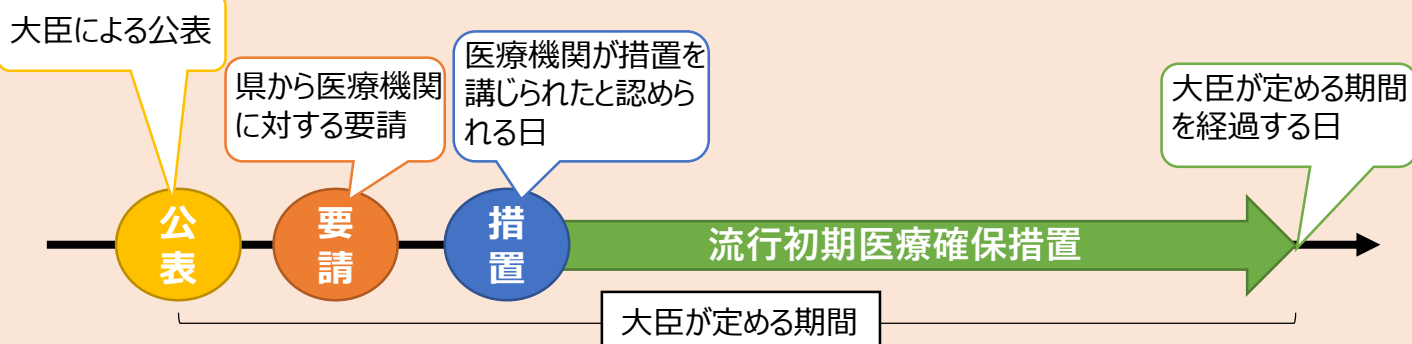 大臣による公表
県から医療機関
に対する要請
医療機関が措置を
講じられたと認めら
れる日
大臣が定める期間
を経過する日
公
表
要
請
措
置
流行初期医療確保措置
大臣が定める期間